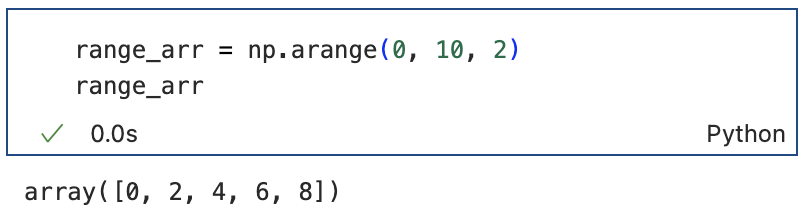 range_arr = np.arange(0, 10, 2)
range_arr
0.0s
Python
array([0, 2, 4, 6, 8])